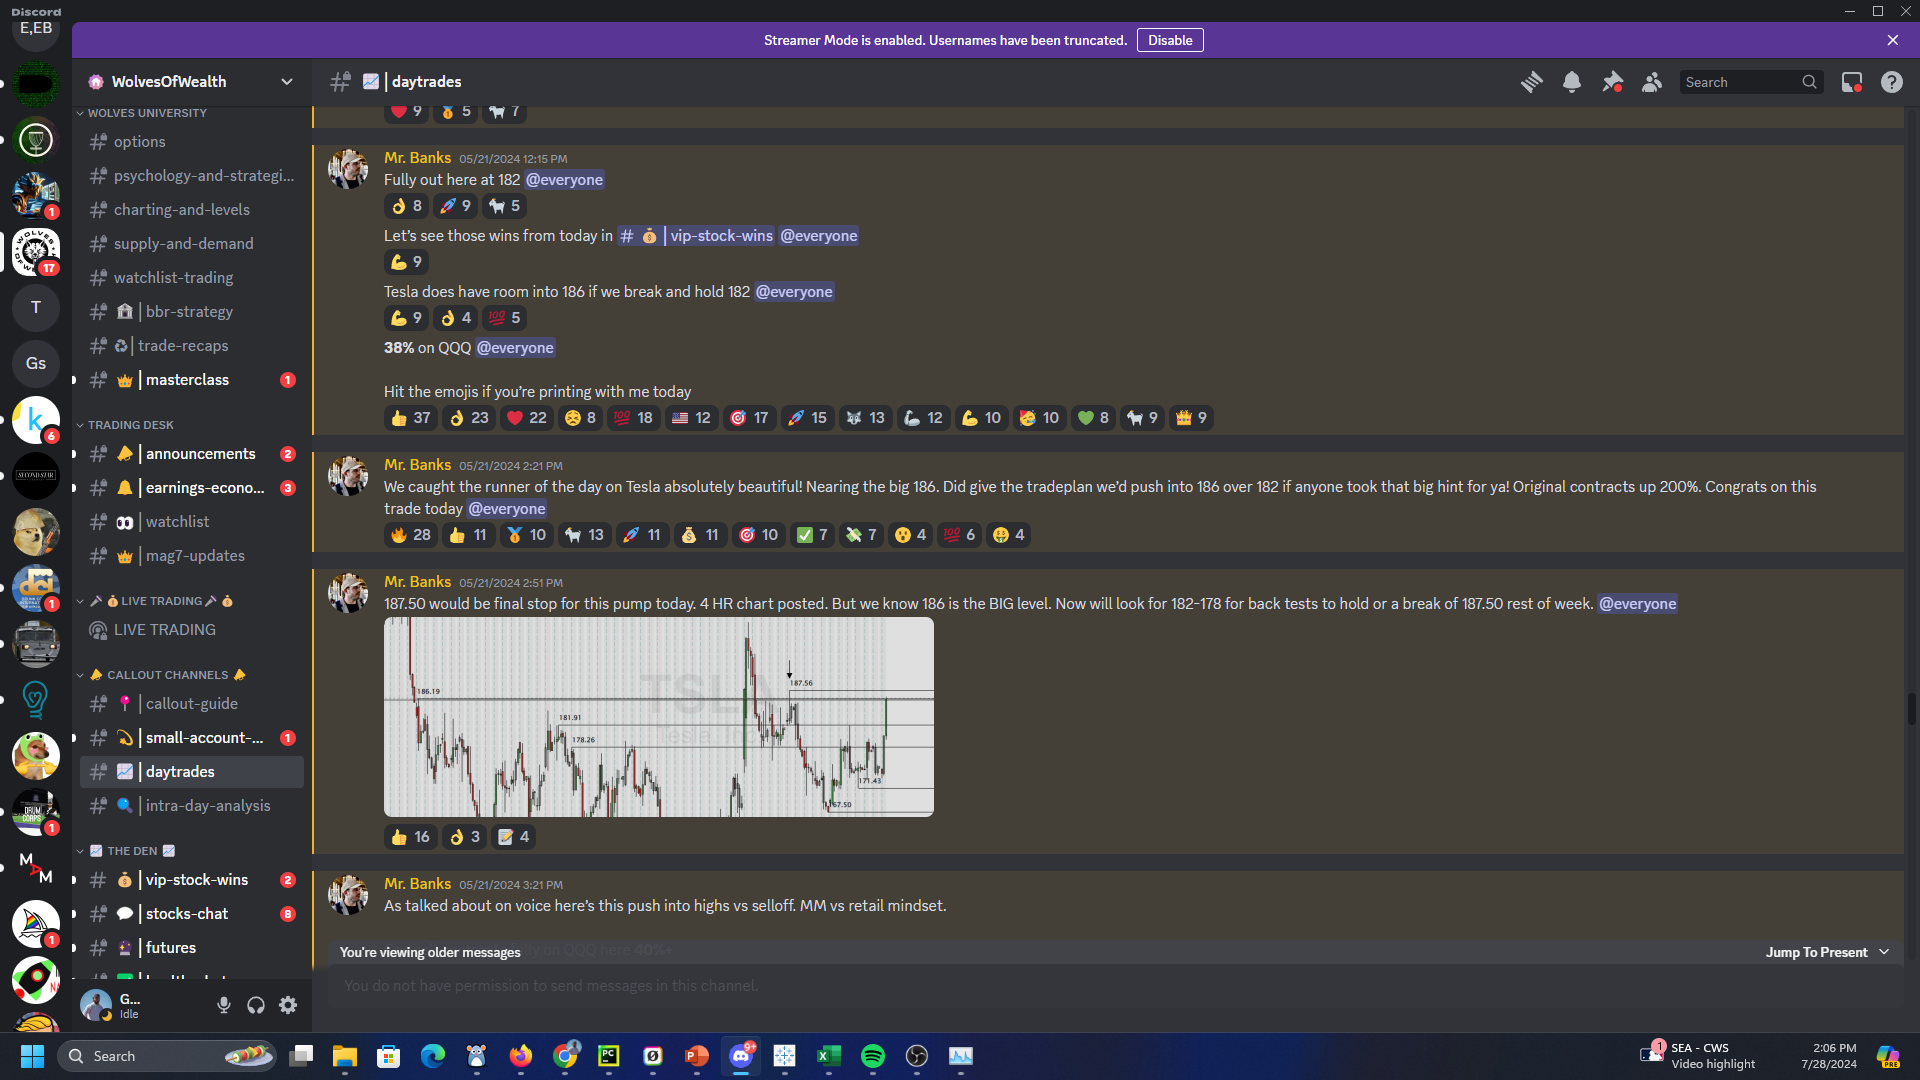 Discord
E,EB
Streamer Mode is enabled. Usernames have been truncated.
Disable
WolvesOfWealth
| daytrades
Search
WOLVES UNIVERSITY
options
psychology-and-strategi...
charting-and-levels
supply-and-demand
watchlist-trading
| bbr-strategy
| trade-recaps
| masterclass
1
TRADING DESK
| announcements
2
| earnings-econo...
3
| watchlist
| mag7-updates
LIVE TRADING
LIVE TRADING
CALLOUT CHANNELS
| callout-guide
| small-account-...
1
| daytrades
| intra-day-analysis
THE DEN
| vip-stock-wins
2
| stocks-chat
8
| futures
G...
Idle
1
17
T
Gs
k
6
SECOND STAR
dci
1
DRUM CORPS
1
M A M
1
9 5 7
Mr. Banks 05/21/2024 12:15 PM
Fully out here at 182 @everyone
8 9 5
Let's see those wins from today in # | vip-stock-wins @everyone
9
Tesla does have room into 186 if we break and hold 182 @everyone
9 4 5
38% on QQQ @everyone
Hit the emojis if you're printing with me today
37 23 22 8 18 12 17 15 13 12 10 10 8 9 9
Mr. Banks 05/21/2024 2:21 PM
We caught the runner of the day on Tesla absolutely beautiful! Nearing the big 186. Did give the tradeplan we'd push into 186 over 182 if anyone took that big hint for ya! Original contracts up 200%. Congrats on this
trade today @everyone
28 11 10 13 11 11 10 7 7 4 6 4
Mr. Banks 05/21/2024 2:51 PM
187.50 would be final stop for this pump today. 4 HR chart posted. But we know 186 is the BIG level. Now will look for 182-178 for back tests to hold or a break of 187.50 rest of week. @everyone
TSLA
186.19
187.56
181.91
178.26
171.43
167.50
16 3 4
Mr. Banks 05/21/2024 3:21 PM
As talked about on voice here's this push into highs vs selloff. MM vs retail mindset.
on QQQ here 40%+
You're viewing older messages
Jump To Present
You do not have permission to send messages in this channel.
Search
PC
9+
1
SEA - CWS
Video highlight
2:06 PM
7/28/2024
PRE